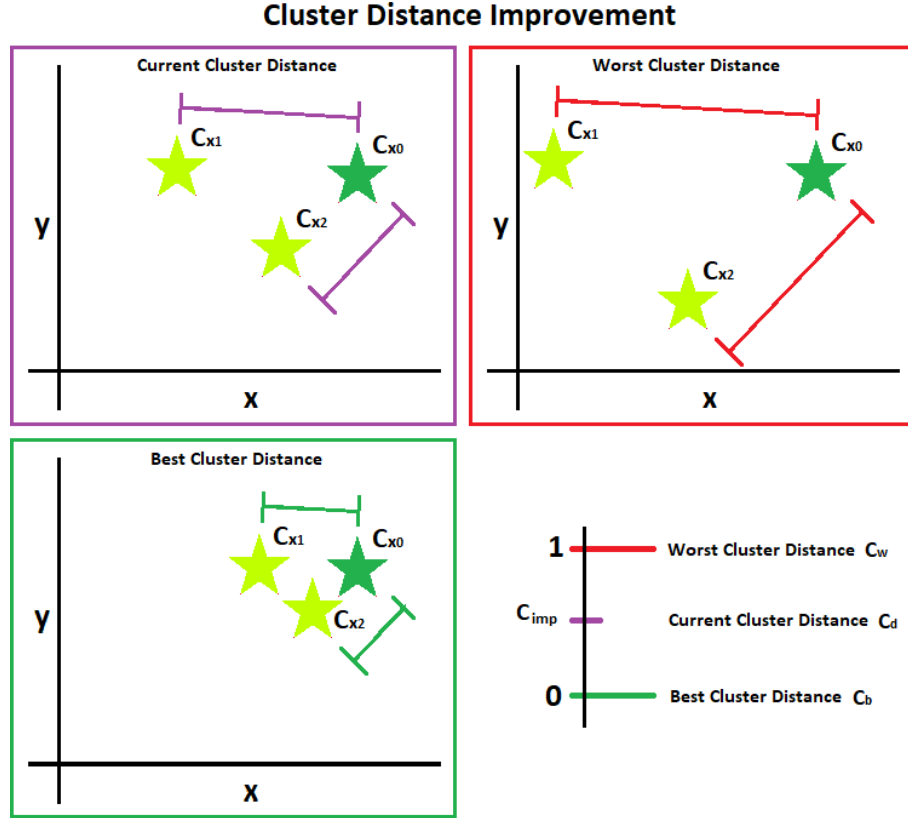 Cluster Distance Improvement
Current Cluster Distance
Cx1
Cx0
Cx2
y
x
Worst Cluster Distance
Cx1
Cx0
Cx2
y
x
Best Cluster Distance
Cx1
Cx0
Cx2
y
x
1 Worst Cluster Distance Cw
Cimp Current Cluster Distance Cd
0 Best Cluster Distance Cb